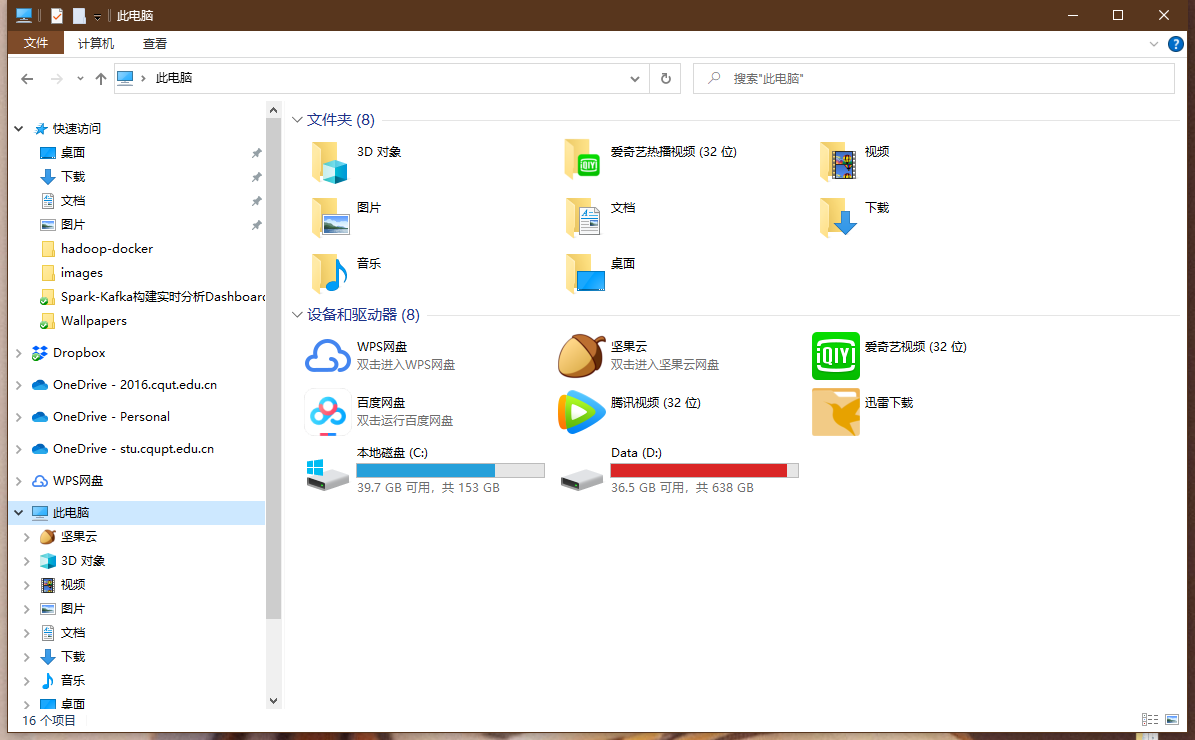 此电脑
文件 计算机 查看
此电脑 搜索"此电脑"
快速访问
桌面
下载
文档
图片
hadoop-docker
images
Spark-Kafka构建实时分析Dashboard
Wallpapers
Dropbox
OneDrive - 2016.cqut.edu.cn
OneDrive - Personal
OneDrive - stu.cqupt.edu.cn
WPS网盘
此电脑
坚果云
3D 对象
视频
图片
文档
下载
音乐
桌面
文件夹 (8)
3D 对象
爱奇艺热播视频 (32 位)
视频
图片
文档
下载
音乐
桌面
设备和驱动器 (8)
WPS网盘
双击进入WPS网盘
坚果云
双击进入坚果云网盘
iQIYI
爱奇艺视频 (32 位)
百度网盘
双击运行百度网盘
腾讯视频 (32 位)
迅雷下载
本地磁盘 (C:)
39.7 GB 可用，共 153 GB
Data (D:)
36.5 GB 可用，共 638 GB
16 个项目